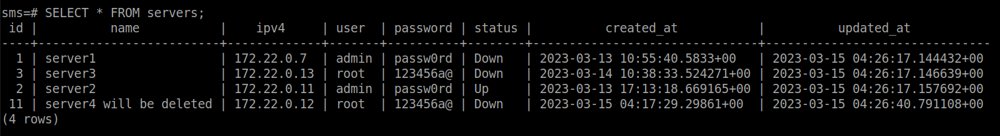 sms=# SELECT * FROM servers;
 id |          name           |    ipv4     | user  | password | status |          created_at           |          updated_at
----+-------------------------+-------------+-------+----------+--------+-------------------------------+-------------------------------
  1 | server1                 | 172.22.0.7  | admin | passw0rd | Down   | 2023-03-13 10:55:40.5833+00   | 2023-03-15 04:26:17.144432+00
  3 | server3                 | 172.22.0.13 | root  | 123456a@ | Down   | 2023-03-14 10:38:33.524271+00 | 2023-03-15 04:26:17.146639+00
  2 | server2                 | 172.22.0.11 | admin | passw0rd | Up     | 2023-03-13 17:13:18.669165+00 | 2023-03-15 04:26:17.157692+00
 11 | server4 will be deleted | 172.22.0.12 | root  | 123456a@ | Down   | 2023-03-15 04:17:29.29861+00  | 2023-03-15 04:26:40.791108+00
(4 rows)